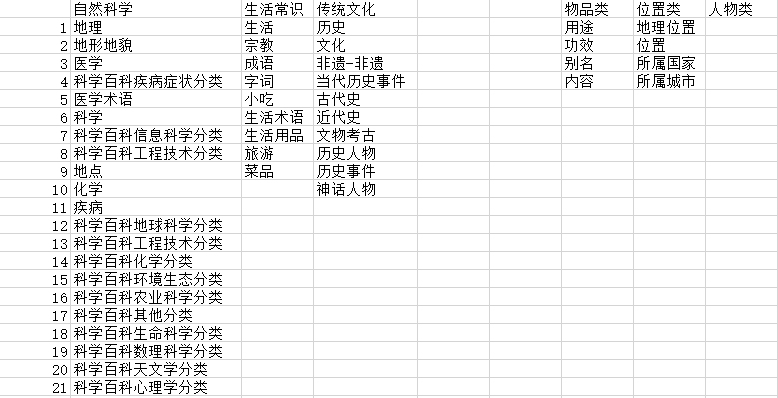 自然科学 生活常识 传统文化 物品类 位置类 人物类
1 地理 生活 历史 用途 地理位置
2 地形地貌 宗教 文化 功效 位置
3 医学 成语 非遗-非遗 别名 所属国家
4 科学百科疾病症状分类 字词 当代历史事件 内容 所属城市
5 医学术语 小吃 古代史
6 科学 生活术语 近代史
7 科学百科信息科学分类 生活用品 文物考古
8 科学百科工程技术分类 旅游 历史人物
9 地点 菜品 历史事件
10 化学 神话人物
11 疾病
12 科学百科地球科学分类
13 科学百科工程技术分类
14 科学百科化学分类
15 科学百科环境生态分类
16 科学百科农业科学分类
17 科学百科其他分类
18 科学百科生命科学分类
19 科学百科数理科学分类
20 科学百科天文学分类
21 科学百科心理学分类